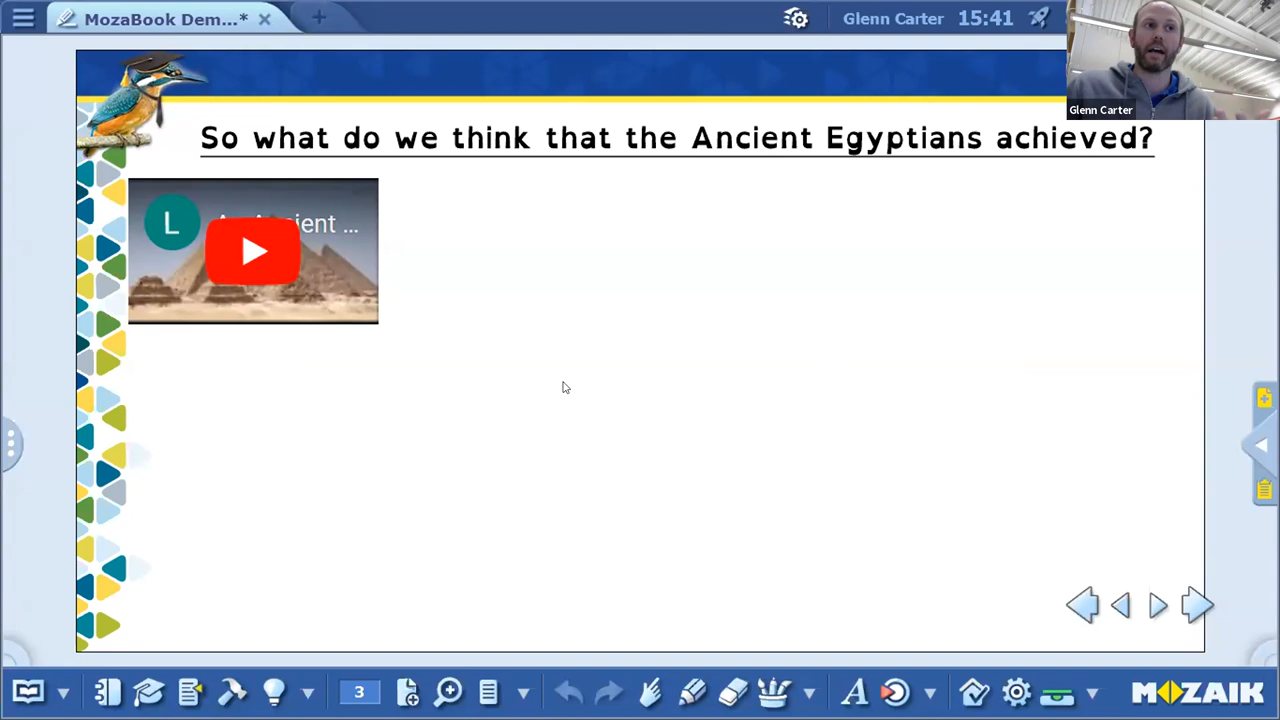 MozaBook Dem...*
Glenn Carter 15:41
Glenn Carter
So what do we think that the Ancient Egyptians achieved?
L
ient ...
3
A
MOZAIK